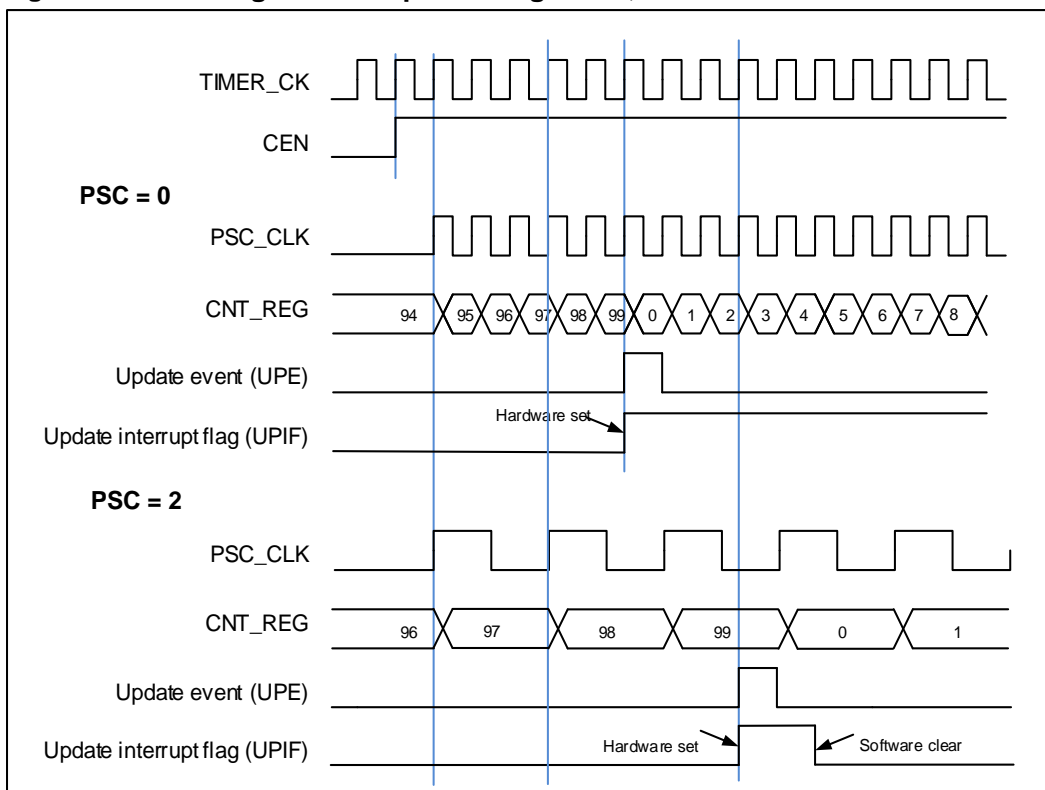 TIMER_CK
CEN
PSC = 0
PSC_CLK
CNT_REG 94 95 96 97 98 99 0 1 2 3 4 5 6 7 8
Update event (UPE)
Hardware set
Update interrupt flag (UPIF)
PSC = 2
PSC_CLK
CNT_REG 96 97 98 99 0 1
Update event (UPE)
Update interrupt flag (UPIF) Hardware set Software clear